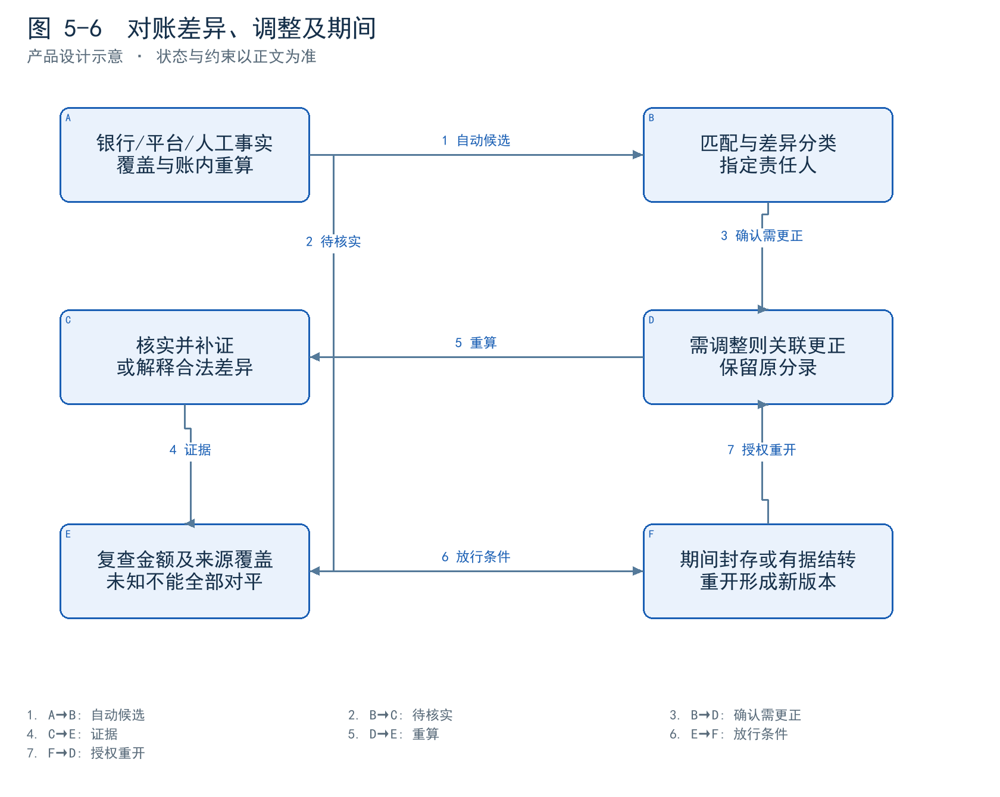 图 5-6 对账差异、调整及期间
产品设计示意 · 状态与约束以正文为准
A
银行/平台/人工事实
覆盖与账内重算
1 自动候选
B
匹配与差异分类
指定责任人
2 待核实
3 确认需更正
C
核实并补证
或解释合法差异
5 重算
D
需调整则关联更正
保留原分录
4 证据
7 授权重开
E
复查金额及来源覆盖
未知不能全部对平
6 放行条件
F
期间封存或有据结转
重开形成新版本
1. A→B: 自动候选
2. B→C: 待核实
3. B→D: 确认需更正
4. C→E: 证据
5. D→E: 重算
6. E→F: 放行条件
7. F→D: 授权重开